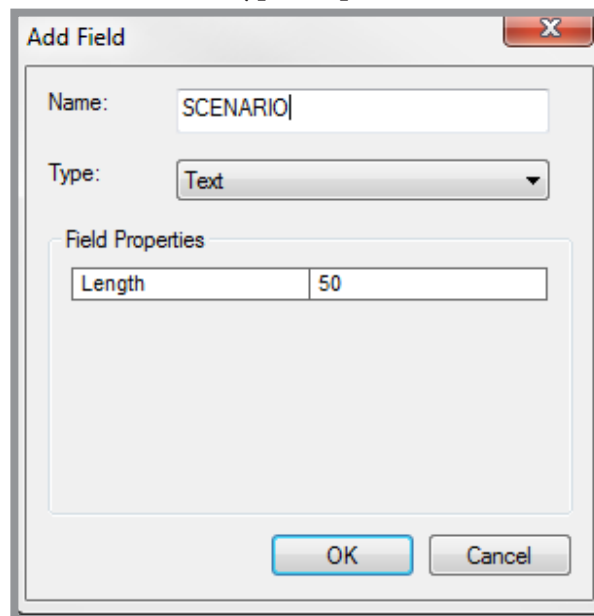 Add Field
Name: SCENARIO
Type: Text
Field Properties
Length 50
OK Cancel